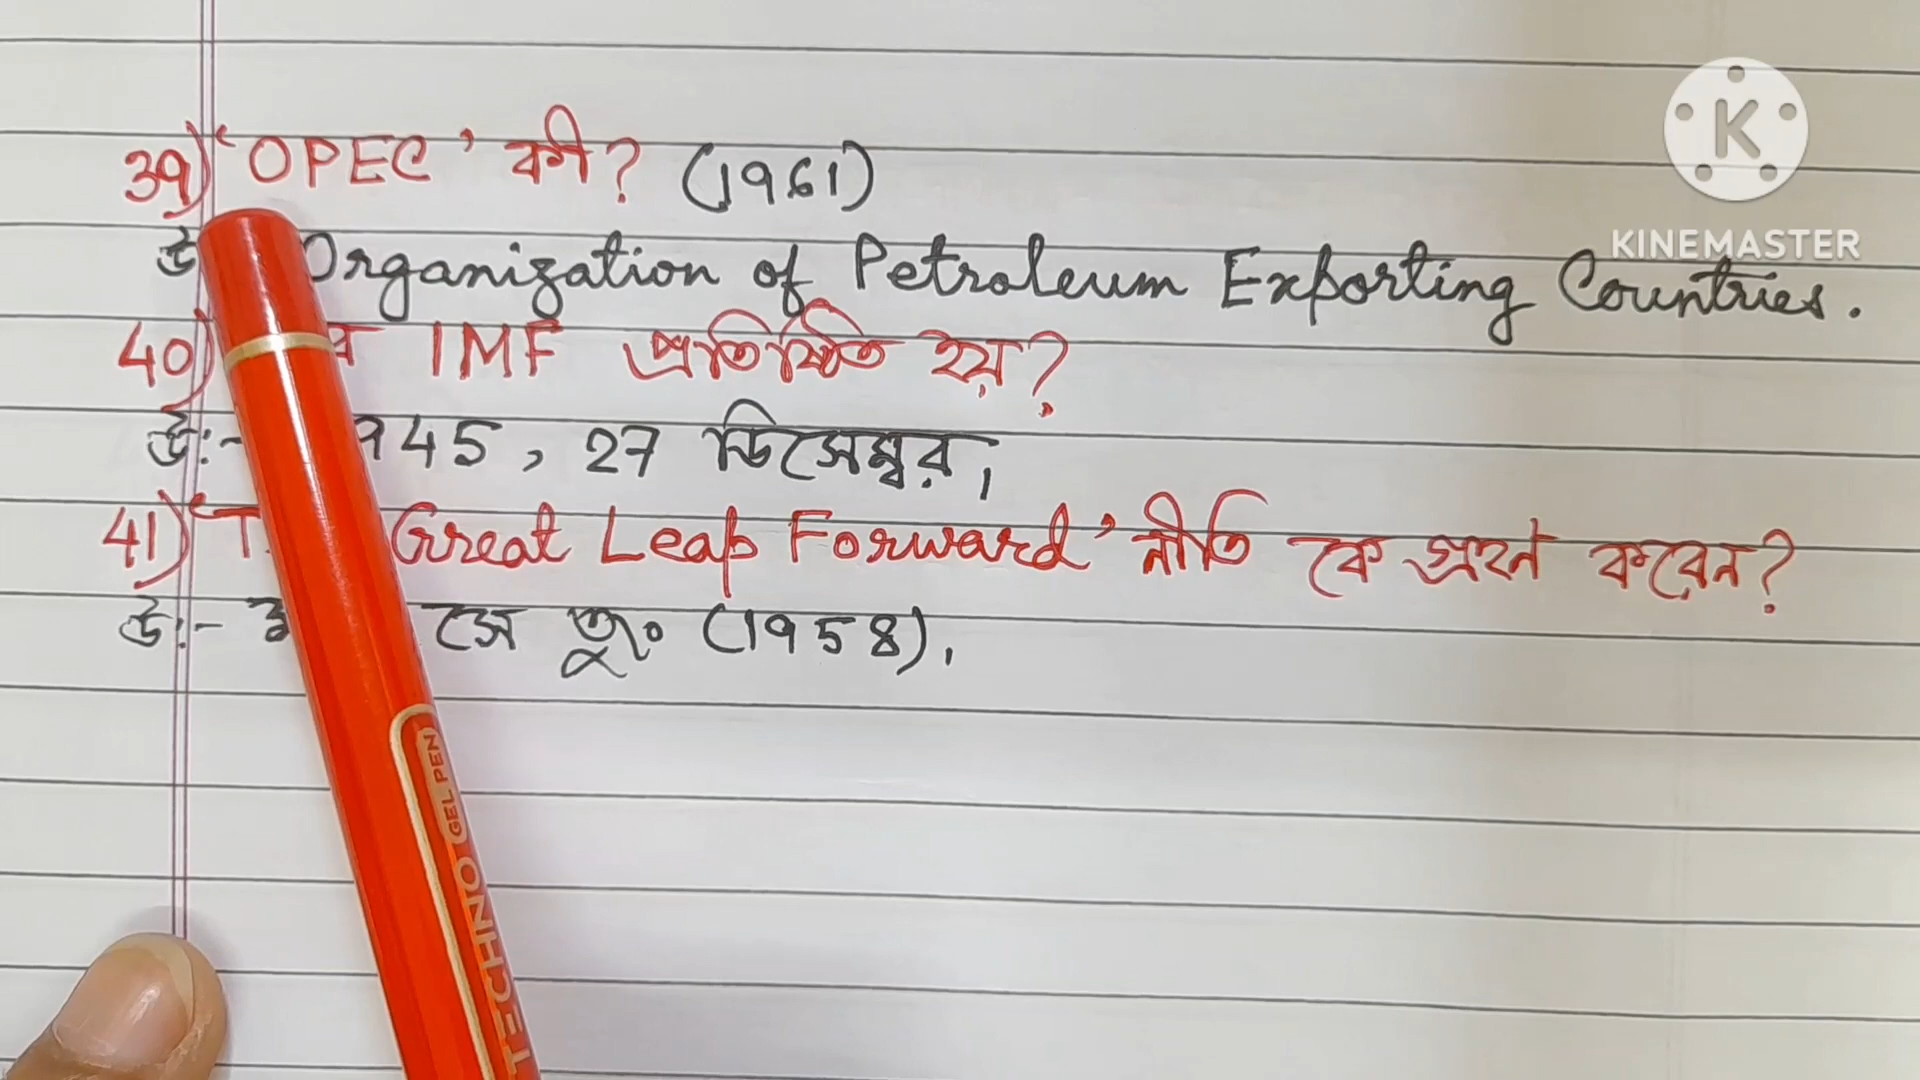 39) 'OPEC' কী? (1961)
Organization of Petroleum Exporting Countries.
40) IMF প্রতিষ্ঠিত হয়?
উঃ- 945, 27 ডিসেম্বর।
41) 'T Great Leap Forward' নীতি কে গ্রহণ করেন?
উঃ- সে তুং (1958).
K
KINEMASTER
TECHNO GEL PEN